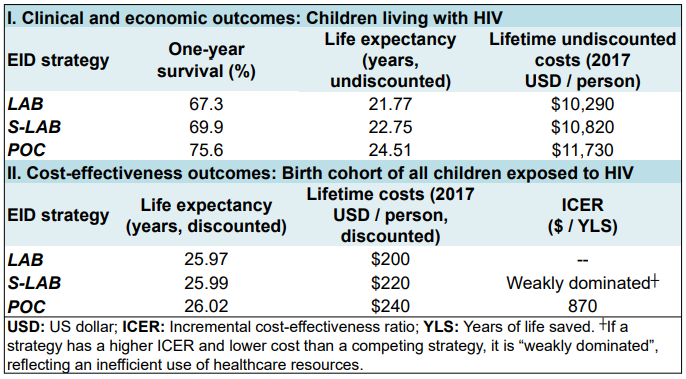 I. Clinical and economic outcomes: Children living with HIV
EID strategy One-year survival (%) Life expectancy (years, undiscounted) Lifetime undiscounted costs (2017 USD / person)
LAB 67.3 21.77 $10,290
S-LAB 69.9 22.75 $10,820
POC 75.6 24.51 $11,730
II. Cost-effectiveness outcomes: Birth cohort of all children exposed to HIV
EID strategy Life expectancy (years, discounted) Lifetime costs (2017 USD / person, discounted) ICER ($ / YLS)
LAB 25.97 $200 --
S-LAB 25.99 $220 Weakly dominated┼
POC 26.02 $240 870
USD: US dollar; ICER: Incremental cost-effectiveness ratio; YLS: Years of life saved. ┼If a
strategy has a higher ICER and lower cost than a competing strategy, it is “weakly dominated”,
reflecting an inefficient use of healthcare resources.